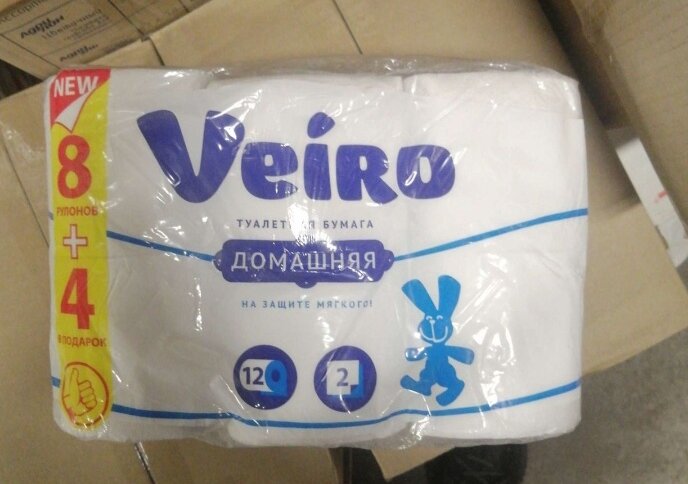 NEW
8
РУЛОНОВ
+
4
В ПОДАРОК
Veiro
ТУАЛЕТНАЯ БУМАГА
ДОМАШНЯЯ
НА ЗАЩИТЕ МЯГКОГО!
12
2